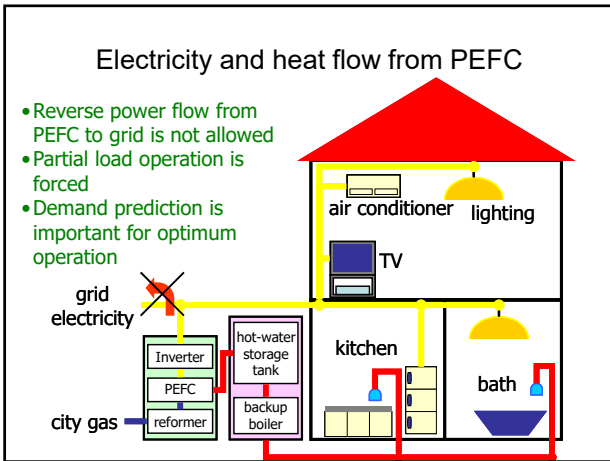 Electricity and heat flow from PEFC
•Reverse power flow from
PEFC to grid is not allowed
•Partial load operation is
forced
•Demand prediction is
important for optimum
operation
air conditioner
lighting
TV
grid
electricity
Inverter
PEFC
reformer
city gas
hot-water
storage
tank
backup
boiler
kitchen
bath